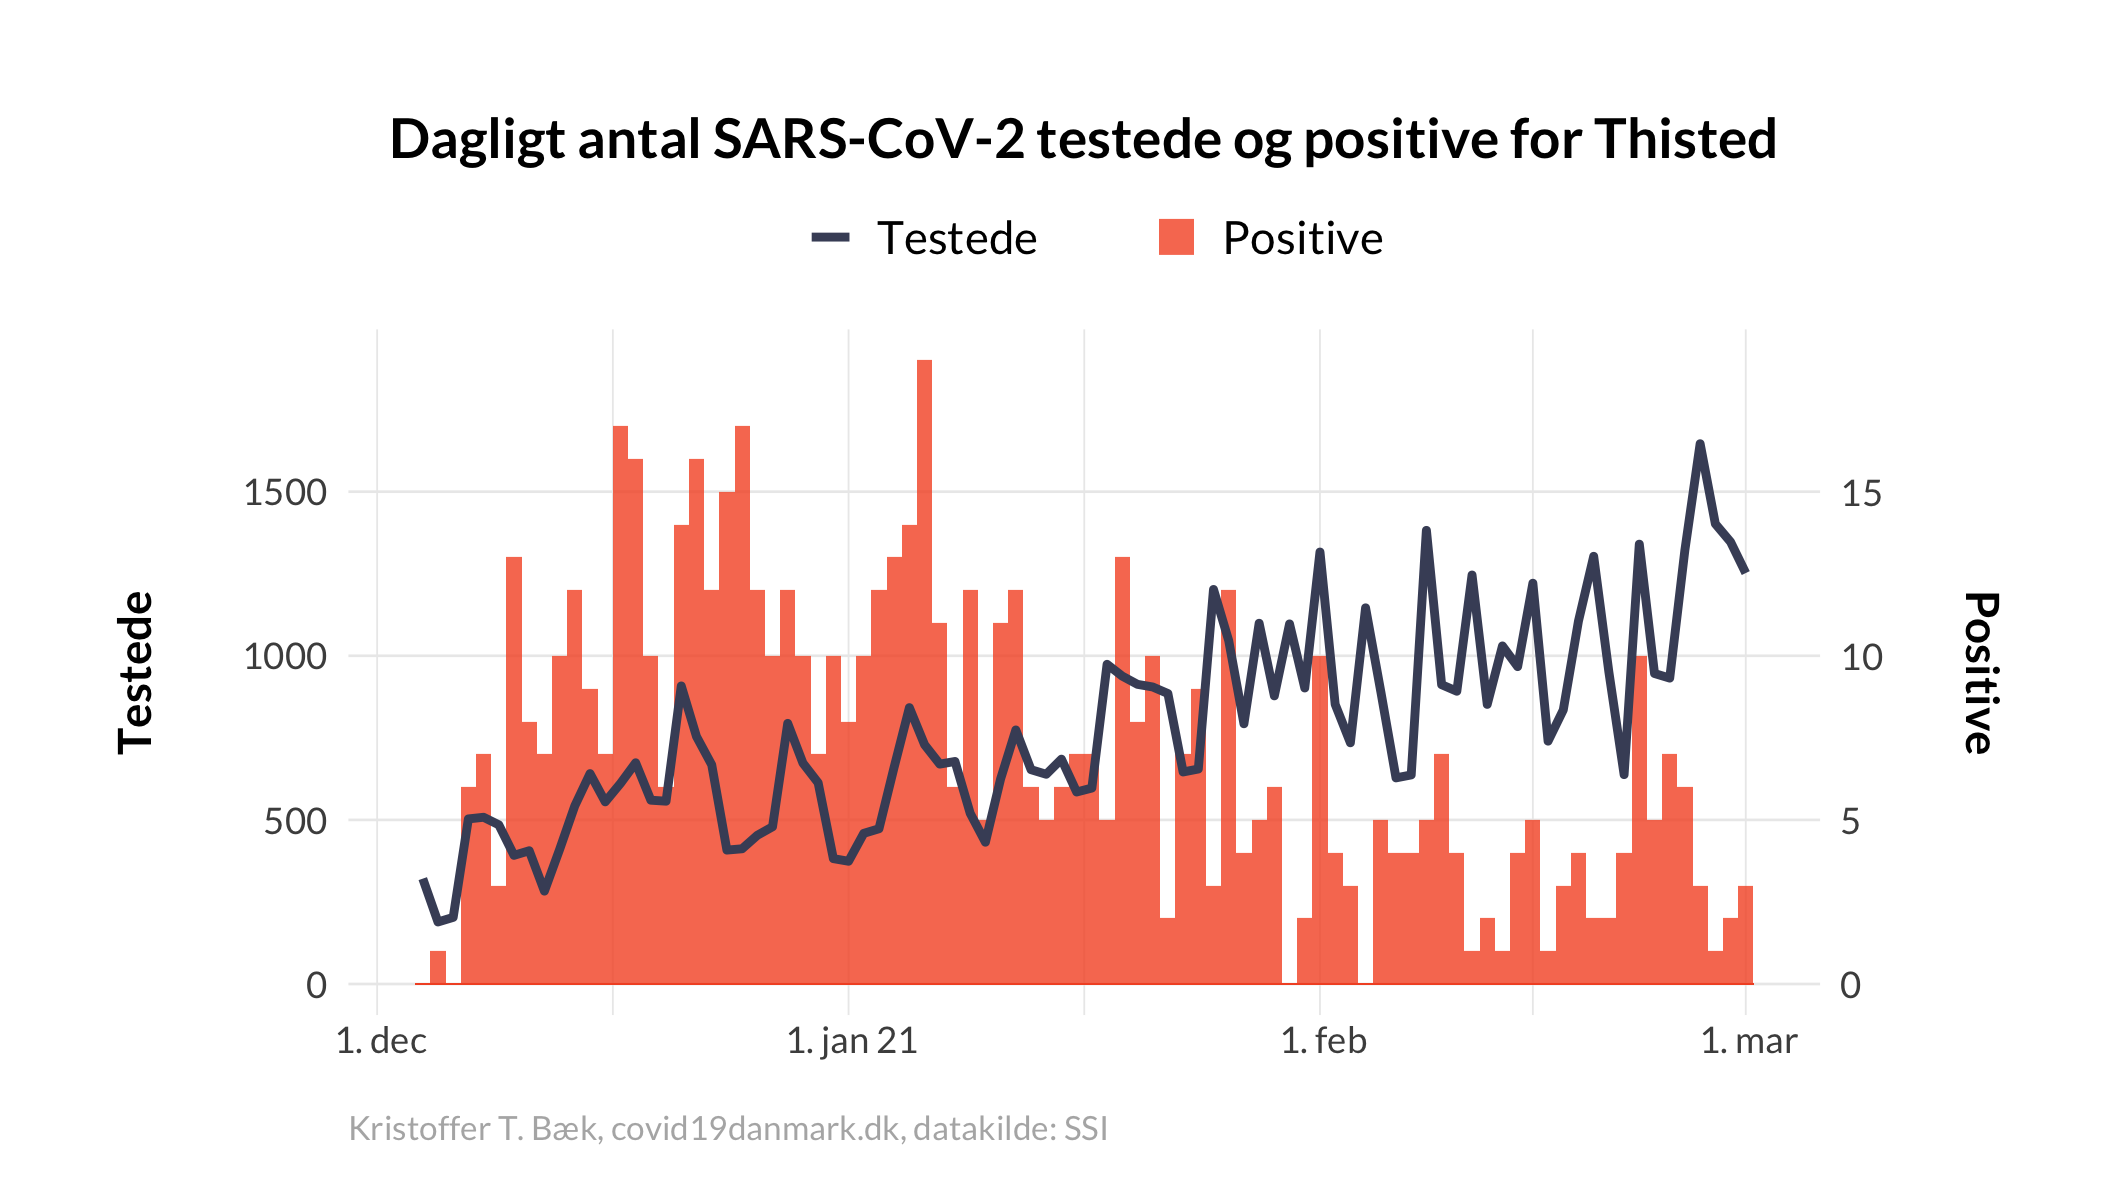 Dagligt antal SARS-CoV-2 testede og positive for Thisted
Testede
Positive
Testede
1500
1000
500
0
15
10
5
0
Positive
1. dec
1. jan 21
1. feb
1. mar
Kristoffer T. Bæk, covid19danmark.dk, datakilde: SSI